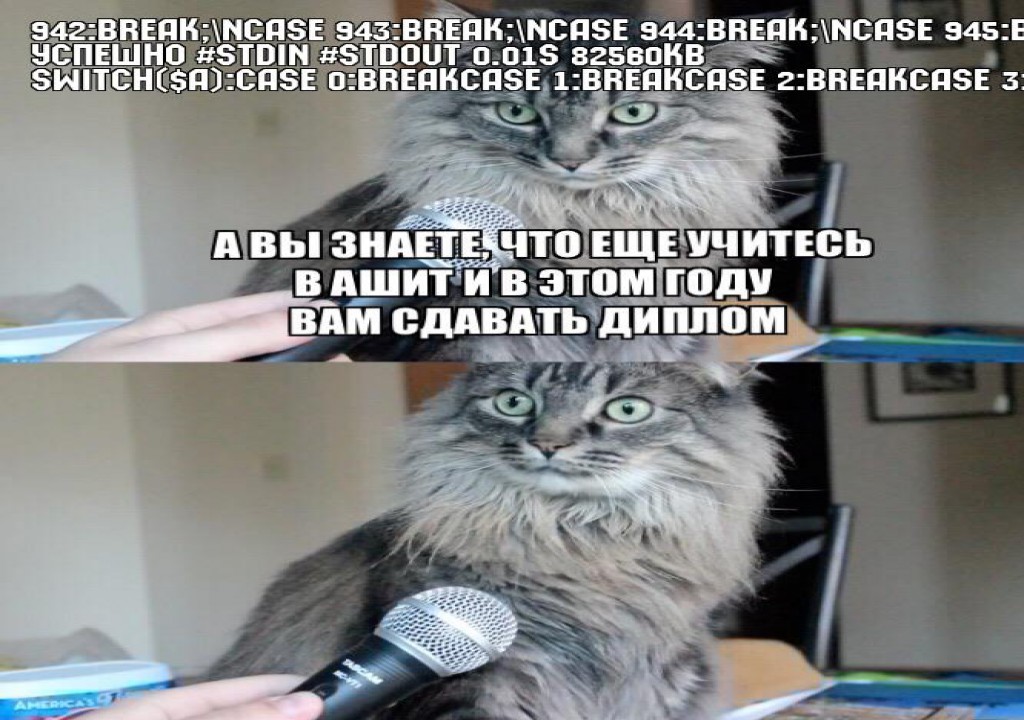 942:BREAK;\NCASE 943:BREAK;\NCASE 944:BREAK;\NCASE 945:B
УСПЕШНО #STDIN #STDOUT 0.01S 82560KB
SWITCH($A):CASE 0:BREAKCASE 1:BREAKCASE 2:BREAKCASE 3:
А ВЫ ЗНАЕТЕ, ЧТО ЕЩЕ УЧИТЕСЬ
В АШИТ И В ЭТОМ ГОДУ
ВАМ СДАВАТЬ ДИПЛОМ
AMERICA'S